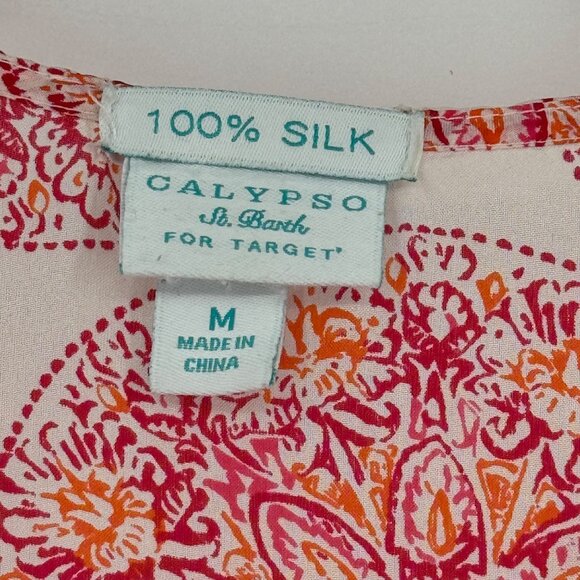 100% SILK
CALYPSO
St. Barth
FOR TARGET®
M
MADE IN
CHINA